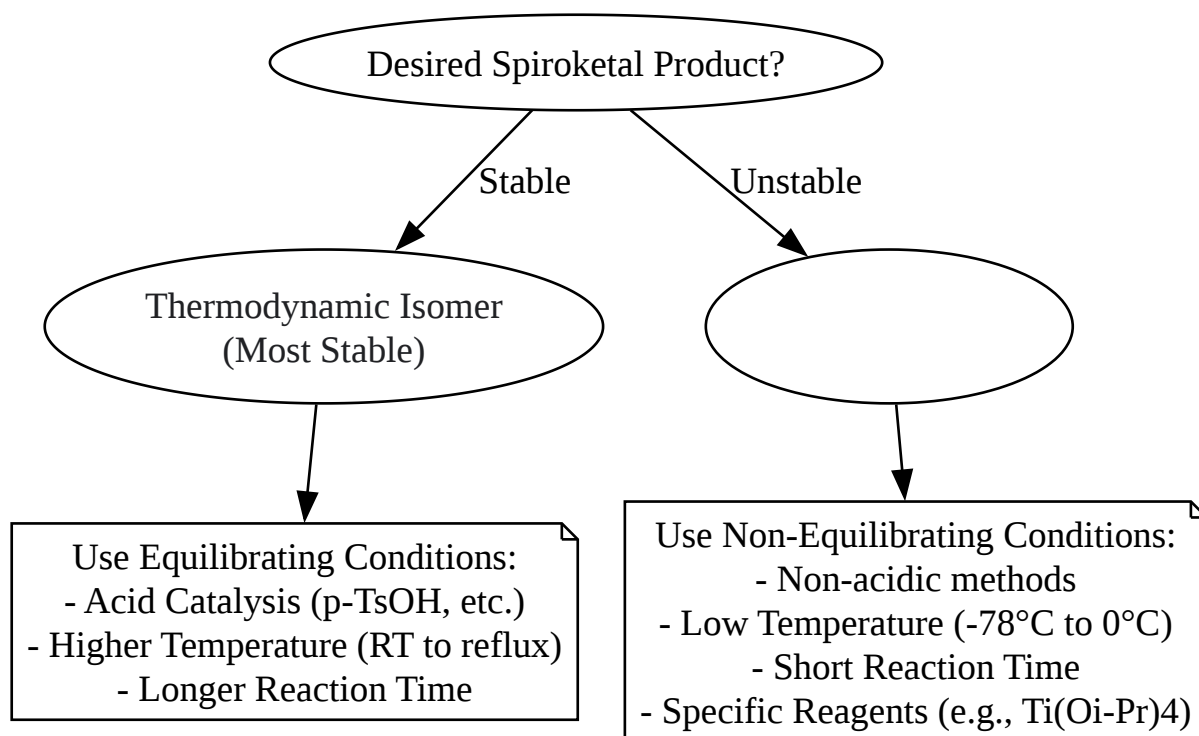 Desired Spiroketal Product?
Stable
Unstable
Thermodynamic Isomer
(Most Stable)
Use Equilibrating Conditions:
- Acid Catalysis (p-TsOH, etc.)
- Higher Temperature (RT to reflux)
- Longer Reaction Time
Use Non-Equilibrating Conditions:
- Non-acidic methods
- Low Temperature (-78°C to 0°C)
- Short Reaction Time
- Specific Reagents (e.g., Ti(Oi-Pr)4)